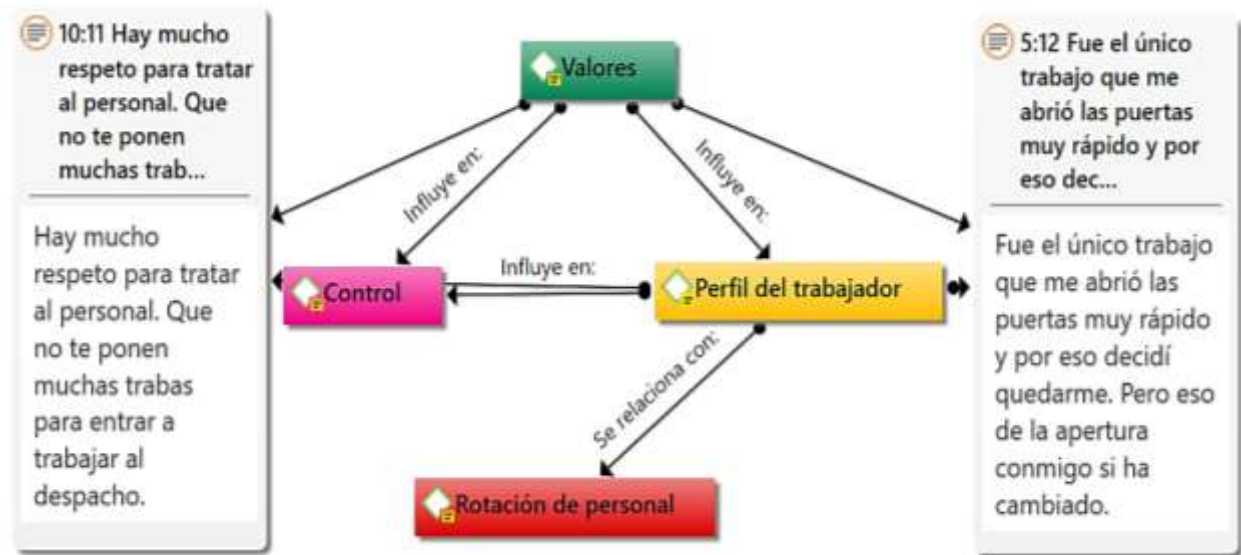 10:11 Hay mucho
respeto para tratar
al personal. Que
no te ponen
muchas trab...
Hay mucho
respeto para tratar
al personal. Que
no te ponen
muchas trabas
para entrar a
trabajar al
despacho.
Valores
Influye en:
Influye en:
Control
Influye en:
Perfil del trabajador
Se relaciona con:
Rotación de personal
5:12 Fue el único
trabajo que me
abrió las puertas
muy rápido y por
eso dec...
Fue el único trabajo
que me abrió las
puertas muy rápido
y por eso decidí
quedarme. Pero eso
de la apertura
conmigo si ha
cambiado.